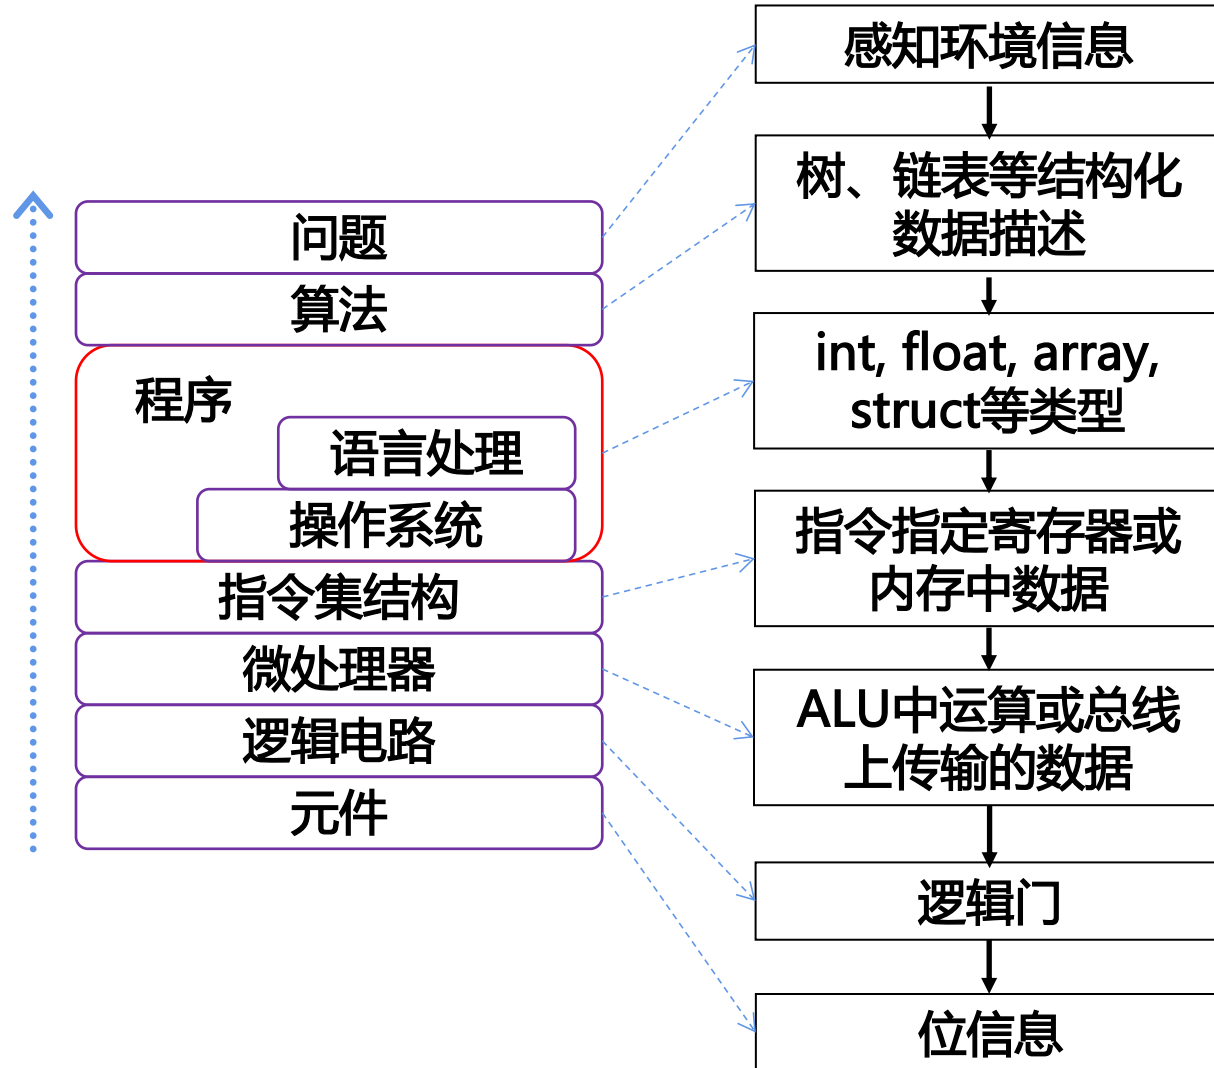 问题
算法
程序
语言处理
操作系统
指令集结构
微处理器
逻辑电路
元件
感知环境信息
树、链表等结构化
数据描述
int, float, array,
struct等类型
指令指定寄存器或
内存中数据
ALU中运算或总线
上传输的数据
逻辑门
位信息